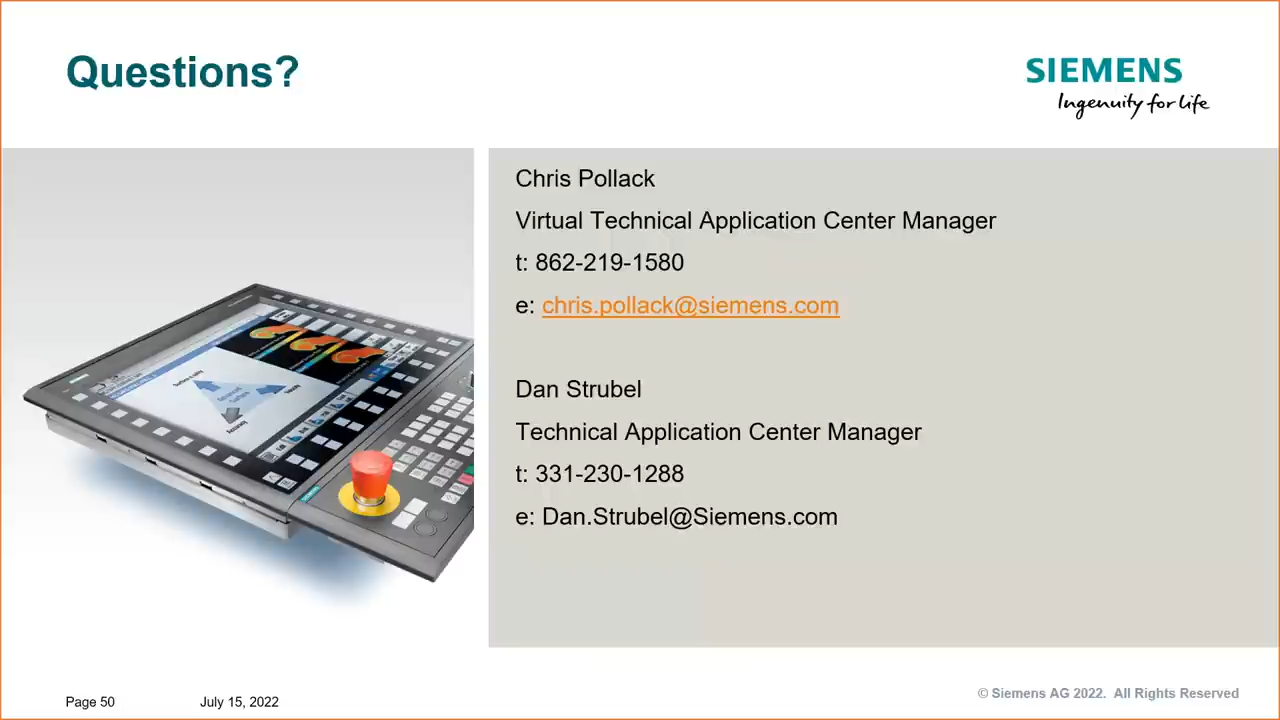 Questions?
SIEMENS
Ingenuity for life
Chris Pollack
Virtual Technical Application Center Manager
t: 862-219-1580
e: chris.pollack@siemens.com
Dan Strubel
Technical Application Center Manager
t: 331-230-1288
e: Dan.Strubel@Siemens.com
Page 50
July 15, 2022
© Siemens AG 2022. All Rights Reserved